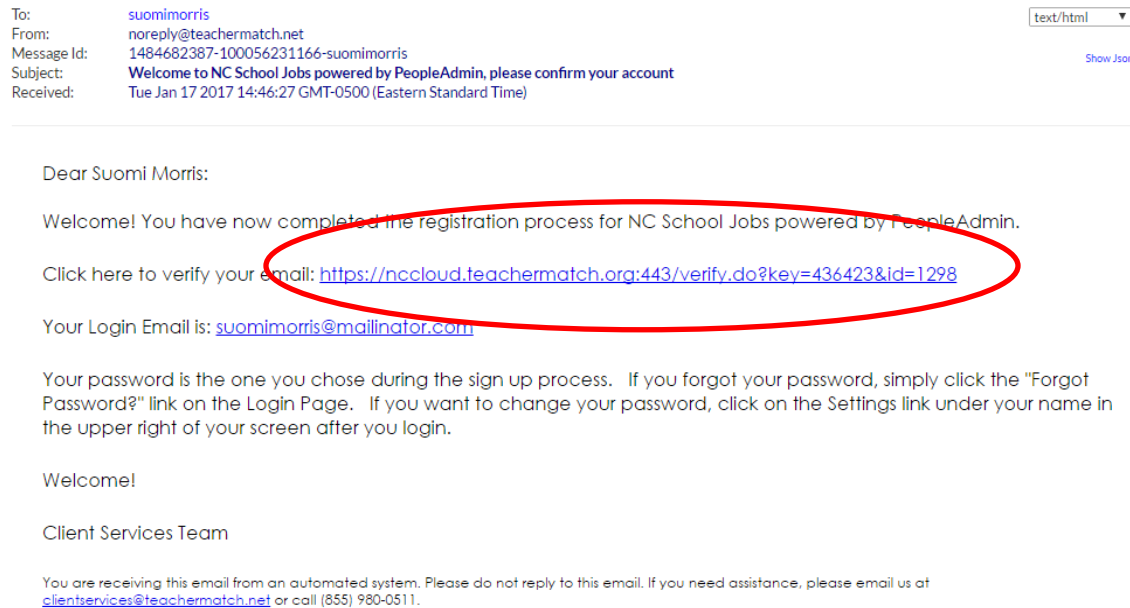 To: suomimorris
text/html
From: noreply@teachermatch.net
Message Id: 1484682387-100056231166-suomimorris
Show Json
Subject: Welcome to NC School Jobs powered by PeopleAdmin, please confirm your account
Received: Tue Jan 17 2017 14:46:27 GMT-0500 (Eastern Standard Time)
Dear Suomi Morris:
Welcome! You have now completed the registration process for NC School Jobs powered by PeopleAdmin.
Click here to verify your email: https://nccloud.teachermatch.org:443/verify.do?key=436423&id=1298
Your Login Email is: suomimorris@mailinator.com
Your password is the one you chose during the sign up process. If you forgot your password, simply click the "Forgot
Password?" link on the Login Page. If you want to change your password, click on the Settings link under your name in
the upper right of your screen after you login.
Welcome!
Client Services Team
You are receiving this email from an automated system. Please do not reply to this email. If you need assistance, please email us at
clientservices@teachermatch.net or call (855) 980-0511.